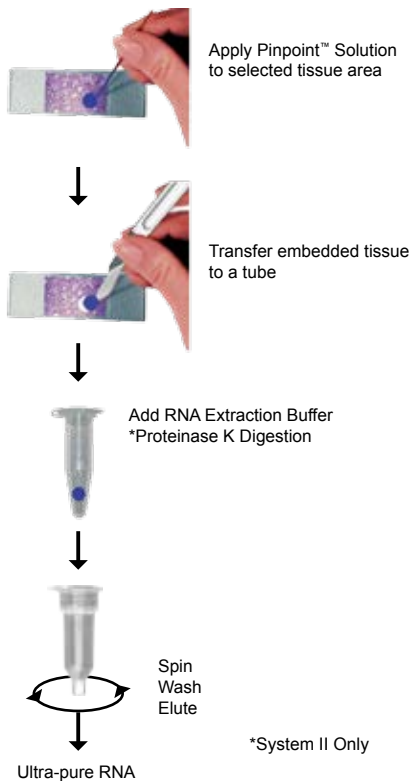 Apply Pinpoint™ Solution
to selected tissue area
Transfer embedded tissue
to a tube
Add RNA Extraction Buffer
*Proteinase K Digestion
Spin
Wash
Elute
*System II Only
Ultra-pure RNA